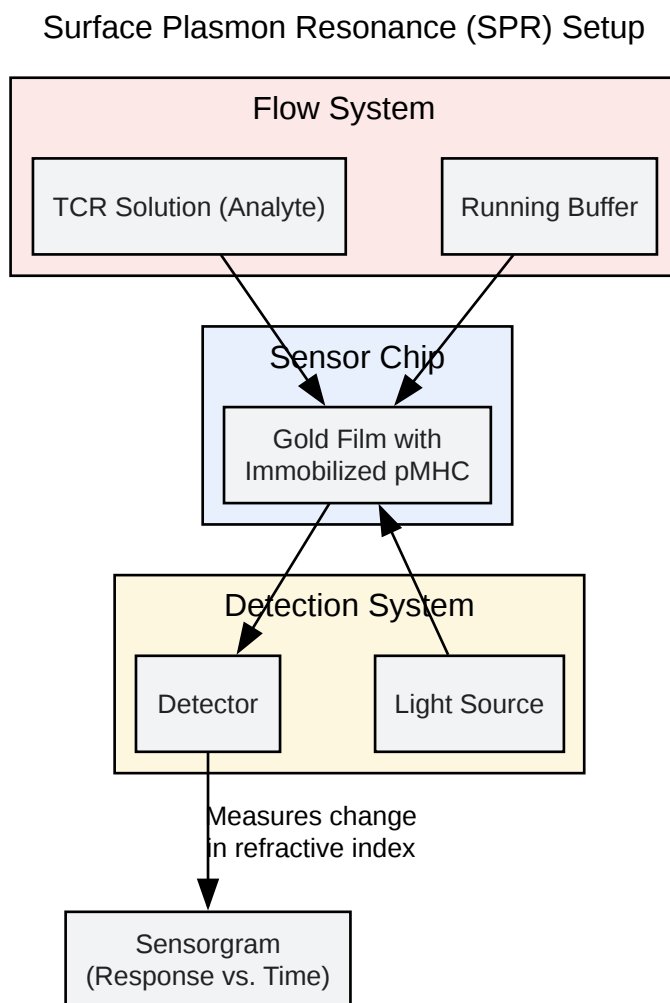 Surface Plasmon Resonance (SPR) Setup
Flow System
TCR Solution (Analyte)
Running Buffer
Sensor Chip
Gold Film with
Immobilized pMHC
Detection System
Detector
Light Source
Measures change
in refractive index
Sensorgram
(Response vs. Time)